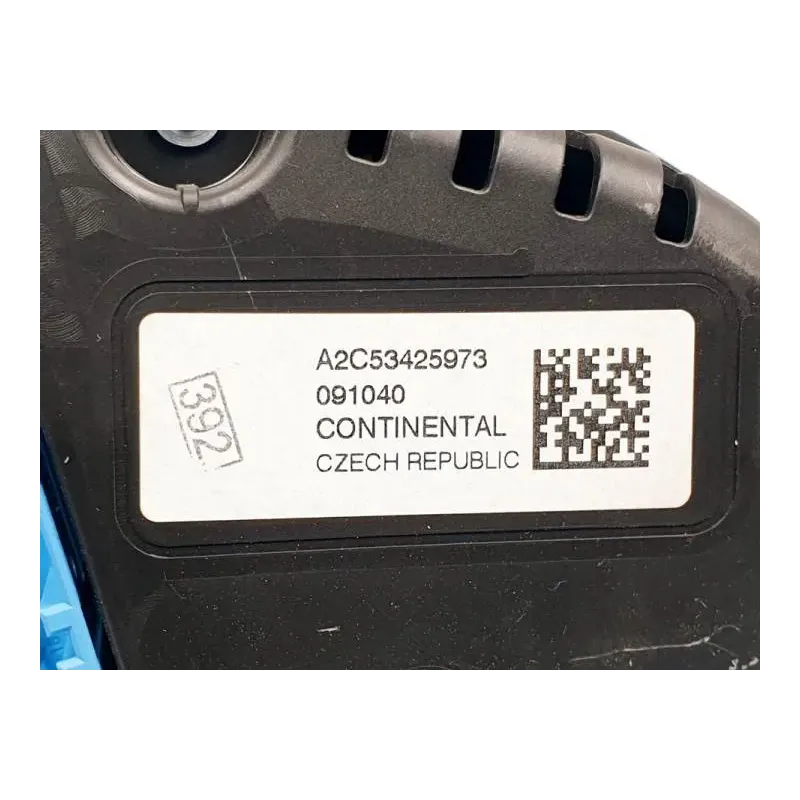 A2C53425973
091040
CONTINENTAL
CZECH REPUBLIC
392